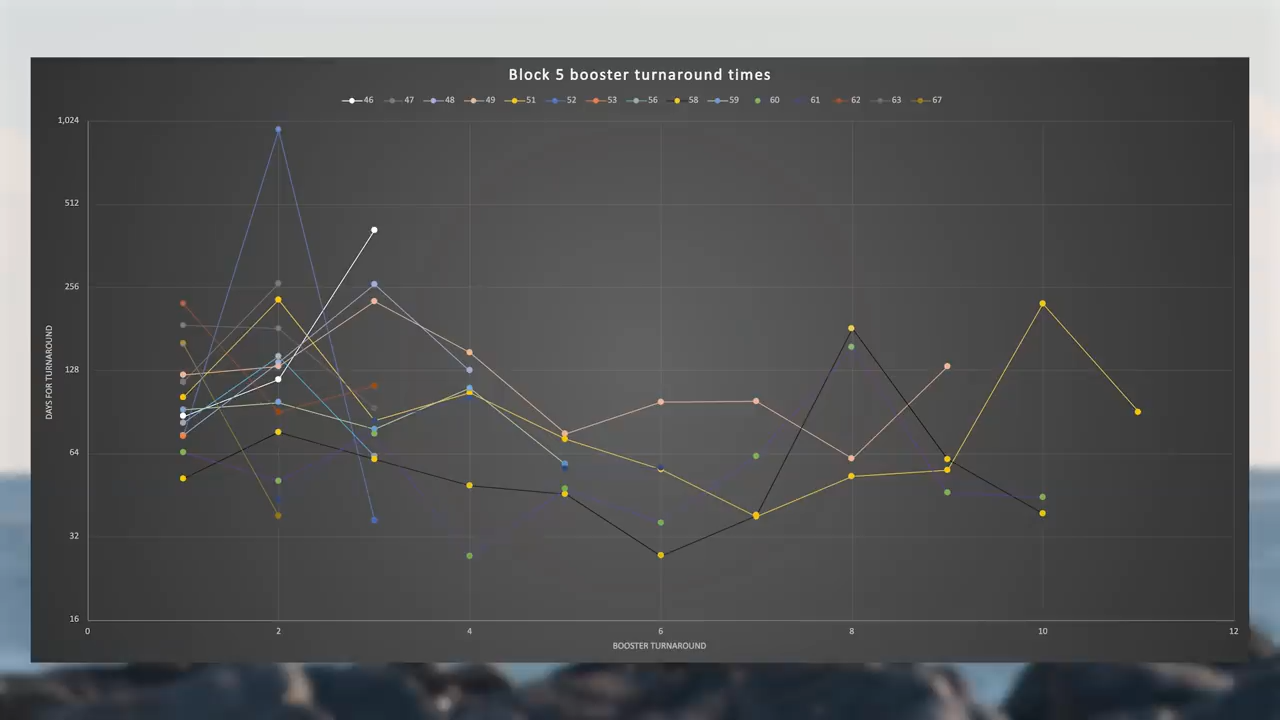 Block 5 booster turnaround times
46 47 48 49 51 52 53 56 58 59 60 61 62 63 67
1,024
512
256
128
64
32
16
DAYS FOR TURNAROUND
0 2 4 6 8 10 12
BOOSTER TURNAROUND